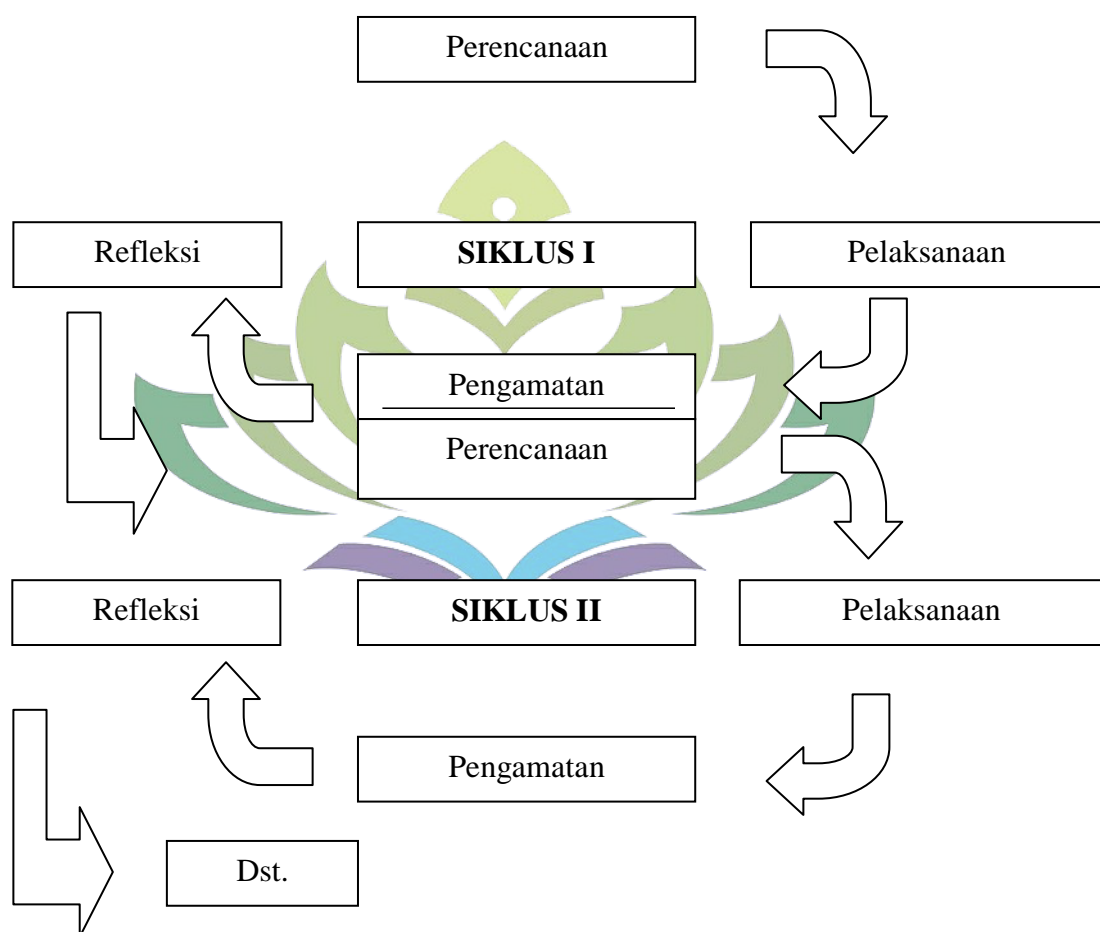 Perencanaan
Refleksi
SIKLUS I
Pelaksanaan
Pengamatan
Perencanaan
Refleksi
SIKLUS II
Pelaksanaan
Pengamatan
Dst.